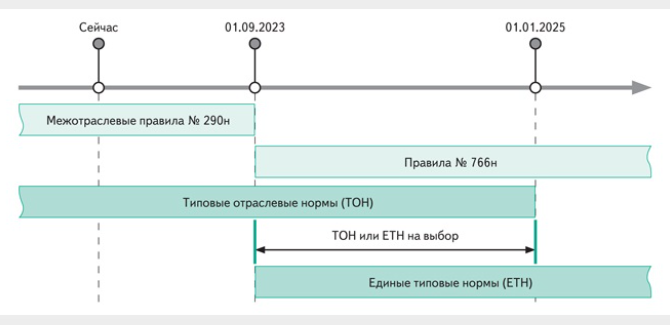 Сейчас
01.09.2023
01.01.2025
Межотраслевые правила № 290н
Правила № 766н
Типовые отраслевые нормы (ТОН)
ТОН или ЕТН на выбор
Единые типовые нормы (ЕТН)